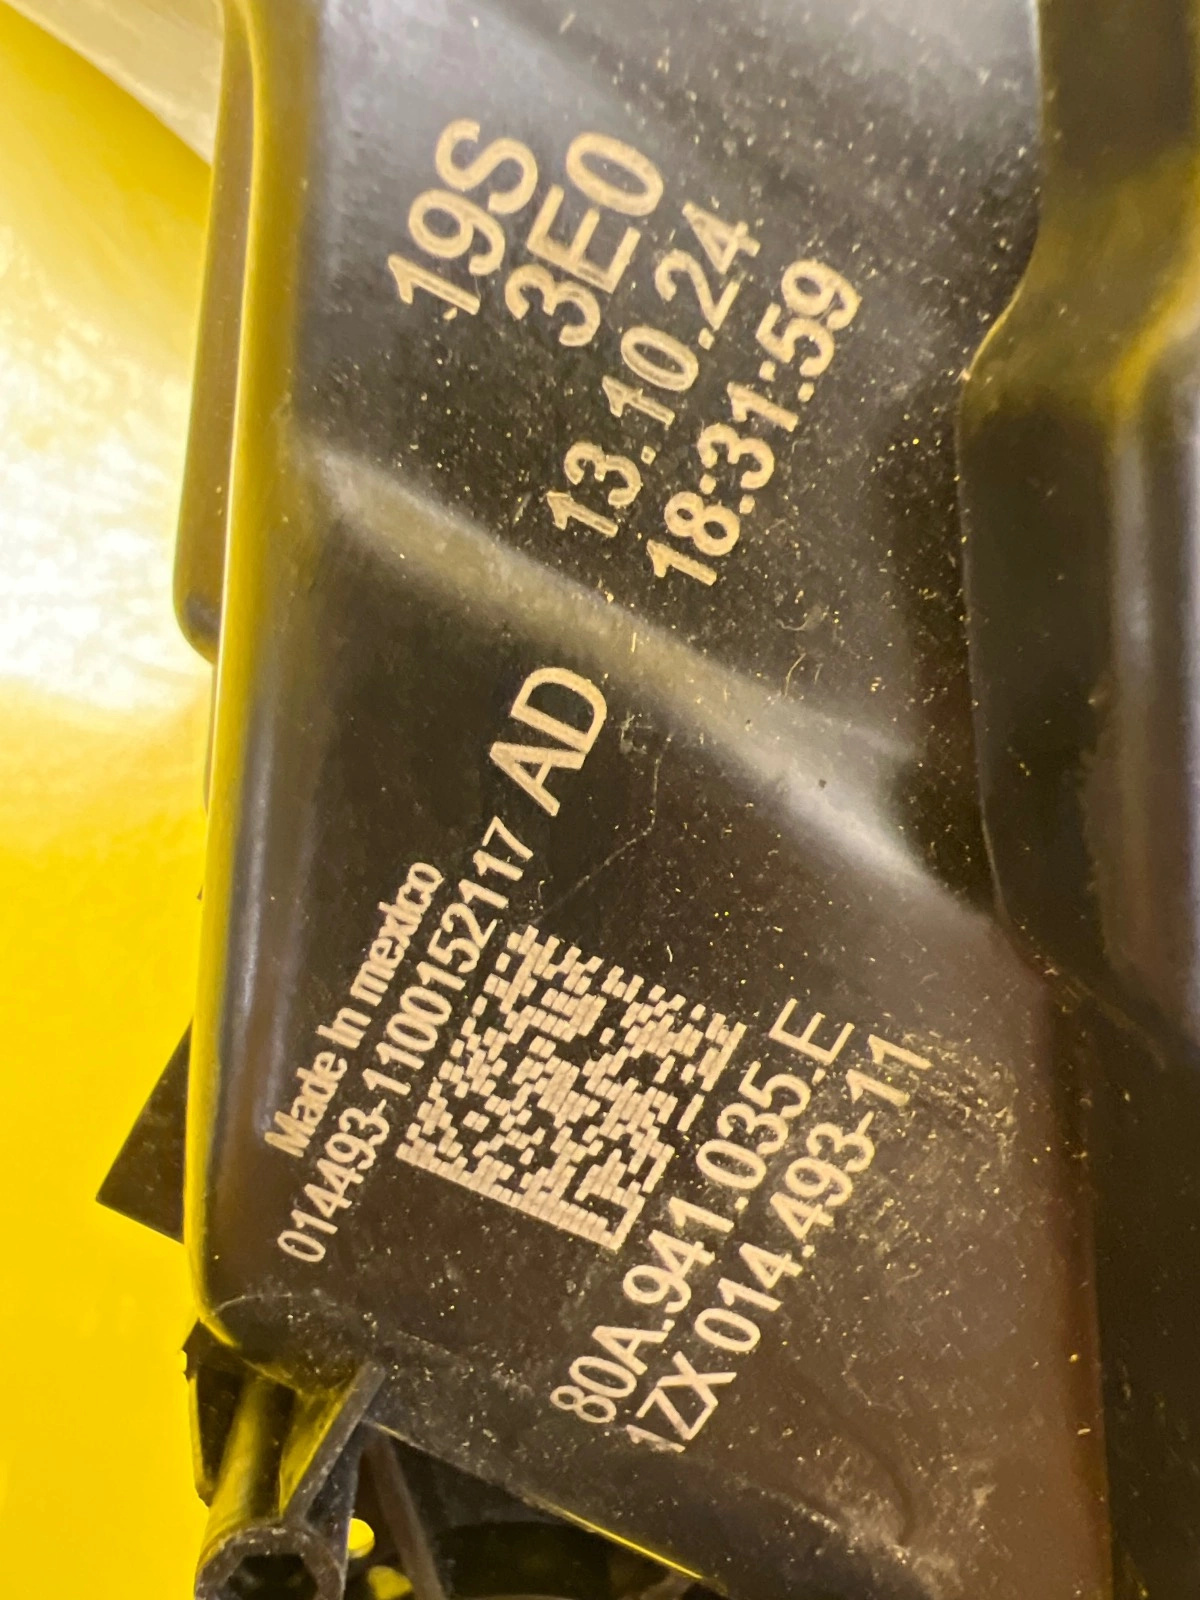 19S
3E0
13.10.24
18:31:59
Made In mexico
014493-1100152117 AD
80A.941.035.E
1ZX 014.493-11